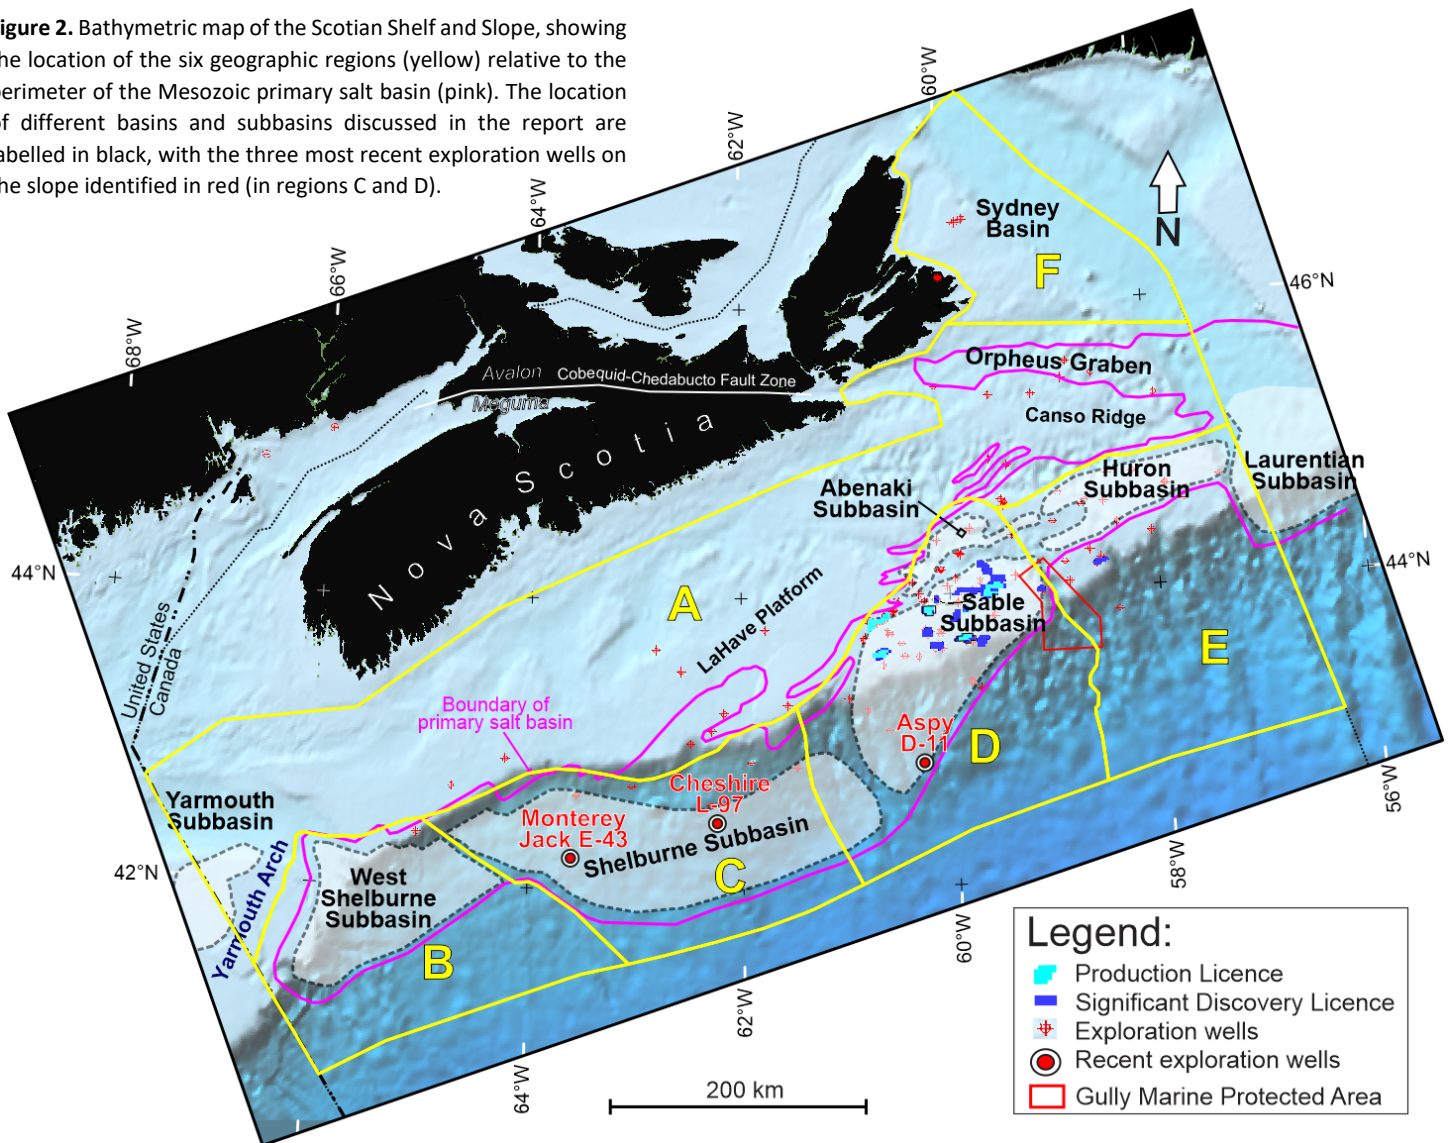 igure 2. Bathymetric map of the Scotian Shelf and Slope, showing
he location of the six geographic regions (yellow) relative to the
perimeter of the Mesozoic primary salt basin (pink). The location
of different basins and subbasins discussed in the report are
abelled in black, with the three most recent exploration wells on
he slope identified in red (in regions C and D).
60°W
62°W
64°W
66°W
68°W
N
46°N
Sydney
Basin
F
Orpheus Graben
Avalon
Cobequid-Chedabucto Fault Zone
Meguma
Canso Ridge
Nova Scotia
Huron
Subbasin
Laurentian
Subbasin
Abenaki
Subbasin
44°N
44°N
A
LaHave Platform
Sable
Subbasin
E
United States
Canada
Boundary of
primary salt basin
Aspy
D-11
D
Cheshire
L-97
Monterey
Jack E-43
Shelburne Subbasin
C
Yarmouth
Subbasin
42°N
Yarmouth Arch
West
Shelburne
Subbasin
B
56°W
58°W
60°W
62°W
64°W
200 km
Legend:
Production Licence
Significant Discovery Licence
Exploration wells
Recent exploration wells
Gully Marine Protected Area